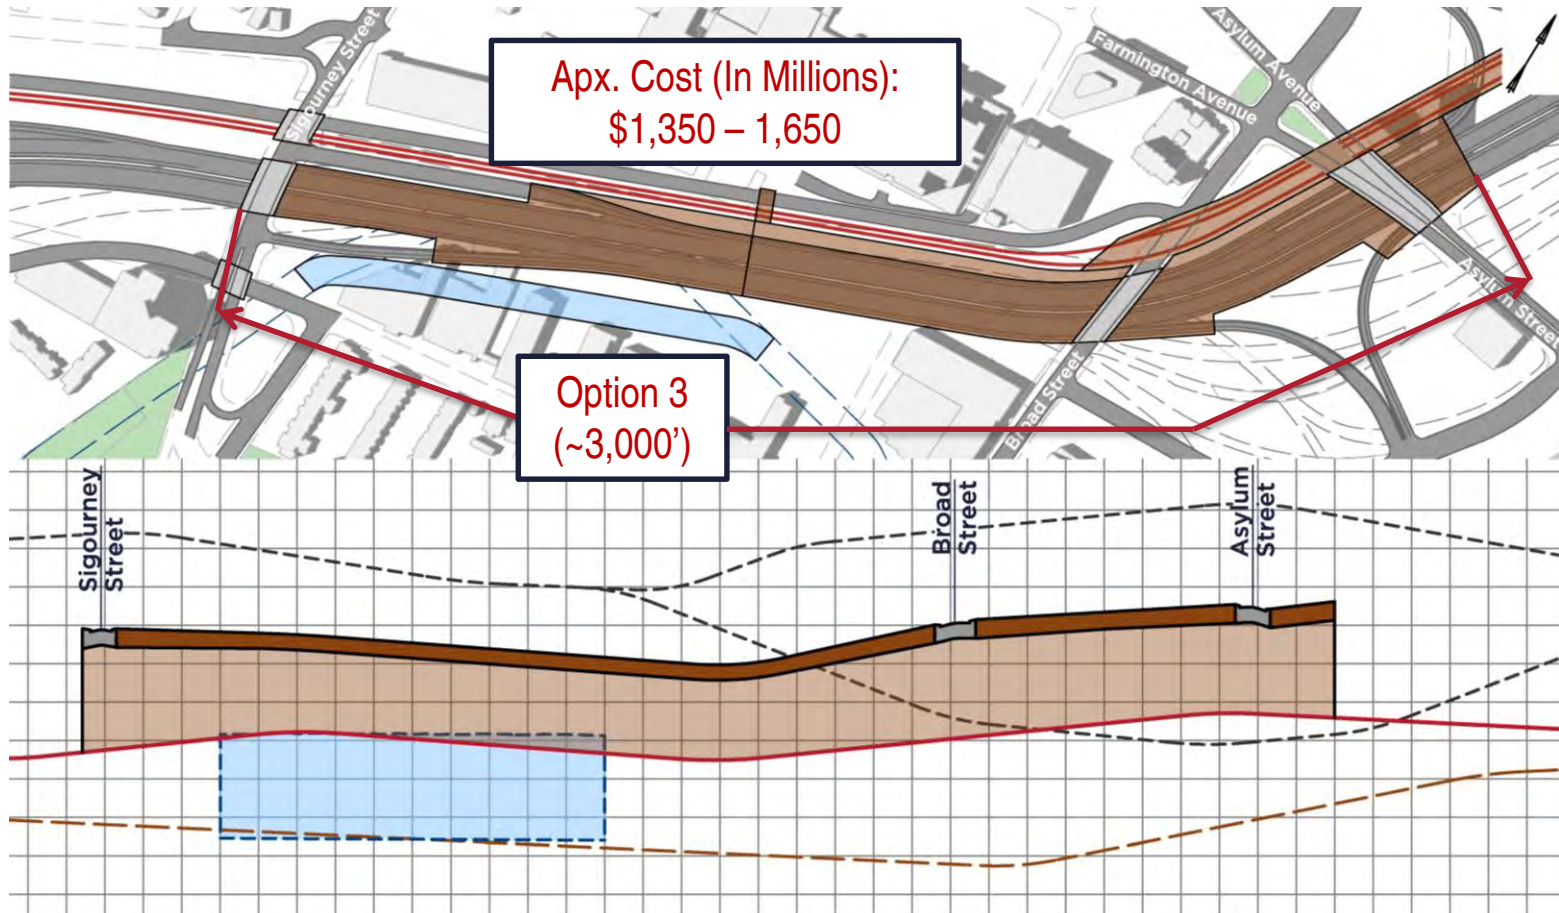 Sigourney Street
Apx. Cost (In Millions):
$1,350 – 1,650
Farmington Avenue
Asylum Avenue
Asylum Street
Broad Street
Option 3
(~3,000’)
Sigourney
Street
Broad
Street
Asylum
Street